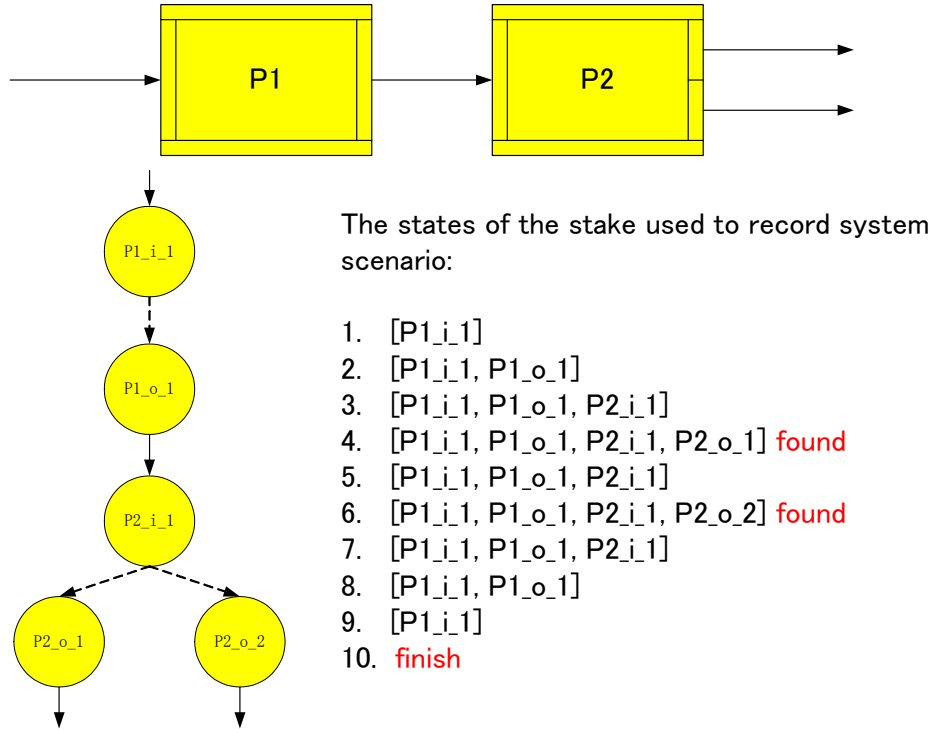 P1
P2
P1_i_1
P1_o_1
P2_i_1
P2_o_1
P2_o_2
The states of the stake used to record system
scenario:
1. [P1_i_1]
2. [P1_i_1, P1_o_1]
3. [P1_i_1, P1_o_1, P2_i_1]
4. [P1_i_1, P1_o_1, P2_i_1, P2_o_1] found
5. [P1_i_1, P1_o_1, P2_i_1]
6. [P1_i_1, P1_o_1, P2_i_1, P2_o_2] found
7. [P1_i_1, P1_o_1, P2_i_1]
8. [P1_i_1, P1_o_1]
9. [P1_i_1]
10. finish